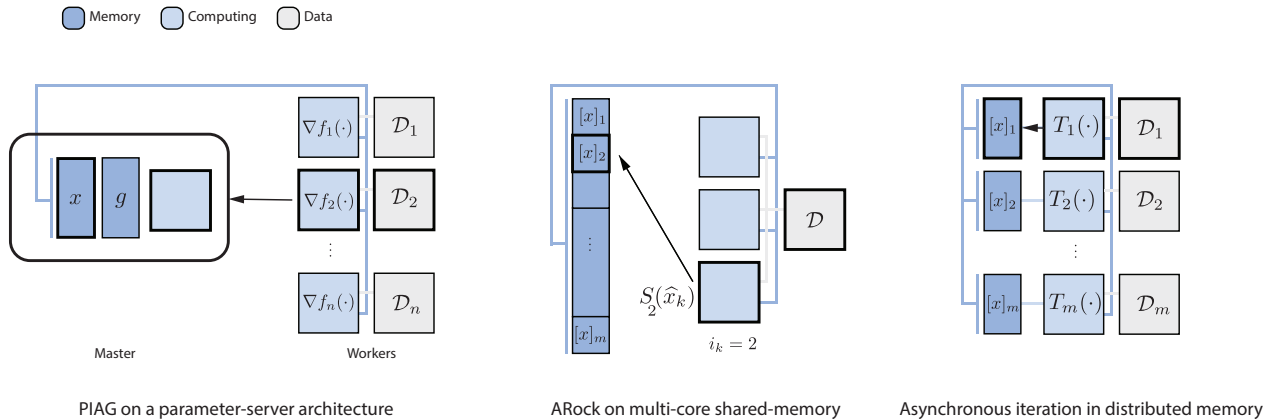 Memory Computing Data
∇f₁(·) 𝒟₁
x g ∇f₂(·) 𝒟₂
⋮
∇fₙ(·) 𝒟ₙ
Master Workers
PIAG on a parameter-server architecture
[x]₁
[x]₂
⋮
[x]ₘ
𝒟
S₂(x̂ₖ)
iₖ = 2
ARock on multi-core shared-memory
[x]₁ T₁(·) 𝒟₁
[x]₂ T₂(·) 𝒟₂
⋮
[x]ₘ Tₘ(·) 𝒟ₘ
Asynchronous iteration in distributed memory